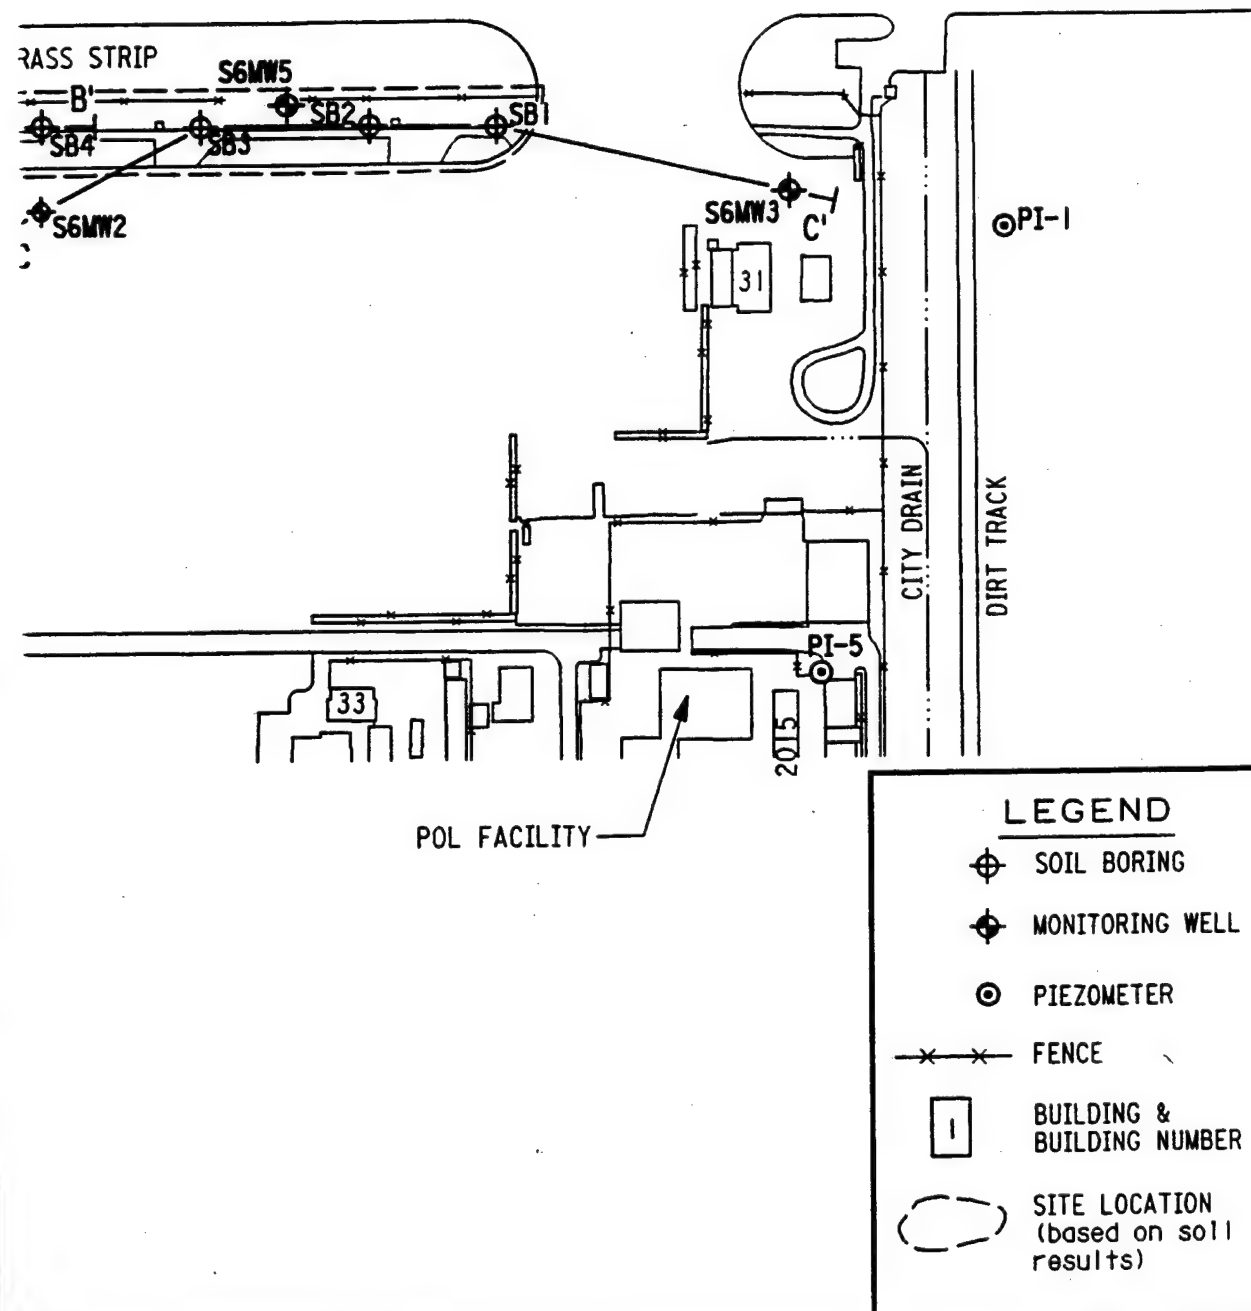 RASS STRIP
S6MW5
B'
SB2
SB1
SB4
SB3
S6MW2
S6MW3
C'
PI-1
31
CITY DRAIN
DIRT TRACK
PI-5
33
2015
POL FACILITY
LEGEND
SOIL BORING
MONITORING WELL
PIEZOMETER
FENCE
1
BUILDING &
BUILDING NUMBER
SITE LOCATION
(based on soil
results)